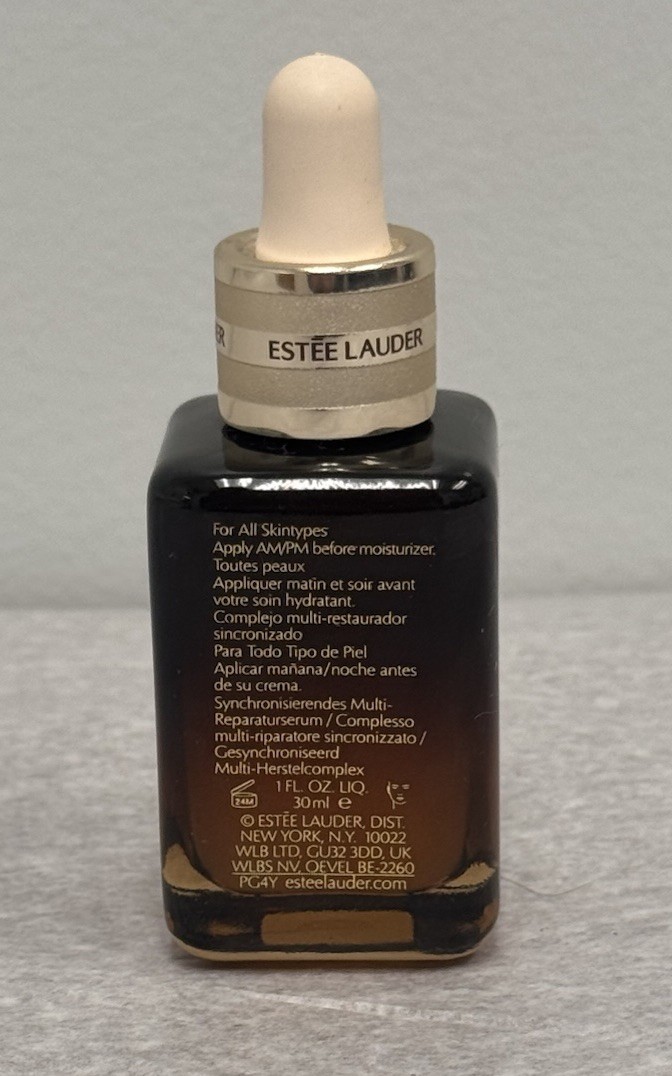 ER ESTĒE LAUDER
For All Skintypes
Apply AM/PM before moisturizer.
Toutes peaux
Appliquer matin et soir avant
votre soin hydratant.
Complejo multi-restaurador
sincronizado
Para Todo Tipo de Piel
Aplicar mañana/noche antes
de su crema.
Synchronisierendes Multi-
Reparaturserum / Complesso
multi-riparatore sincronizzato /
Gesynchroniseerd
Multi-Herstelcomplex
24M
1 FL. OZ. LIQ.
30 ml ℮
© ESTĒE LAUDER, DIST.
NEW YORK, N.Y. 10022
WLB LTD, GU32 3DD, UK
WLBS NV, OEVEL BE-2260
PG4Y esteelauder.com